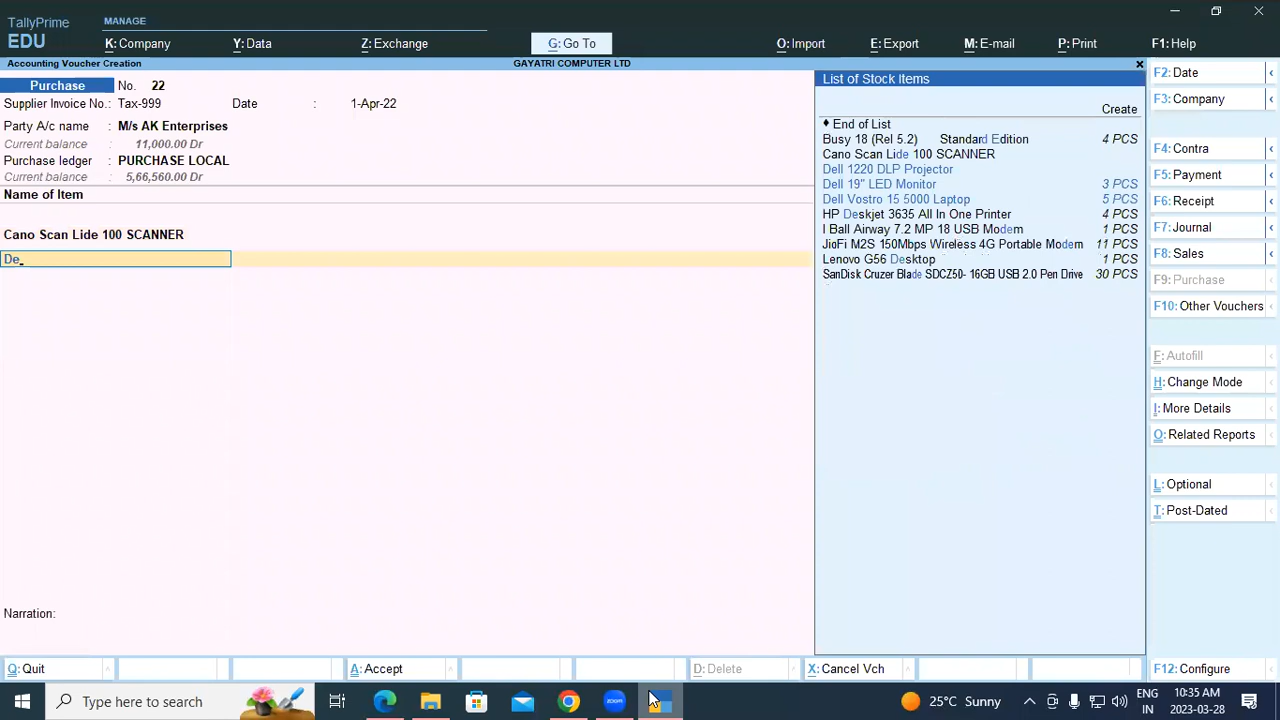 TallyPrime
EDU
MANAGE
K: Company
Y: Data
Z: Exchange
G: Go To
O: Import
E: Export
M: E-mail
P: Print
F1: Help
Accounting Voucher Creation
GAYATRI COMPUTER LTD
Purchase No. 22
Supplier Invoice No.: Tax-999 Date : 1-Apr-22
Party A/c name : M/s AK Enterprises
Current balance : 11,000.00 Dr
Purchase ledger : PURCHASE LOCAL
Current balance : 5,66,560.00 Dr
Name of Item
Cano Scan Lide 100 SCANNER
De_
Narration:
List of Stock Items
Create
♦ End of List
Busy 18 (Rel 5.2) Standard Edition 4 PCS
Cano Scan Lide 100 SCANNER
Dell 1220 DLP Projector
Dell 19" LED Monitor 3 PCS
Dell Vostro 15 5000 Laptop 5 PCS
HP Deskjet 3635 All In One Printer 4 PCS
I Ball Airway 7.2 MP 18 USB Modem 1 PCS
JioFi M2S 150Mbps Wireless 4G Portable Modem 11 PCS
Lenovo G56 Desktop 1 PCS
SanDisk Cruzer Blade SDCZ50- 16GB USB 2.0 Pen Drive 30 PCS
F2: Date
F3: Company
F4: Contra
F5: Payment
F6: Receipt
F7: Journal
F8: Sales
F9: Purchase
F10: Other Vouchers
F: Autofill
H: Change Mode
I: More Details
O: Related Reports
L: Optional
T: Post-Dated
Q: Quit
A: Accept
D: Delete
X: Cancel Vch
F12: Configure
Type here to search
zoom
25°C Sunny
ENG
IN
10:35 AM
2023-03-28